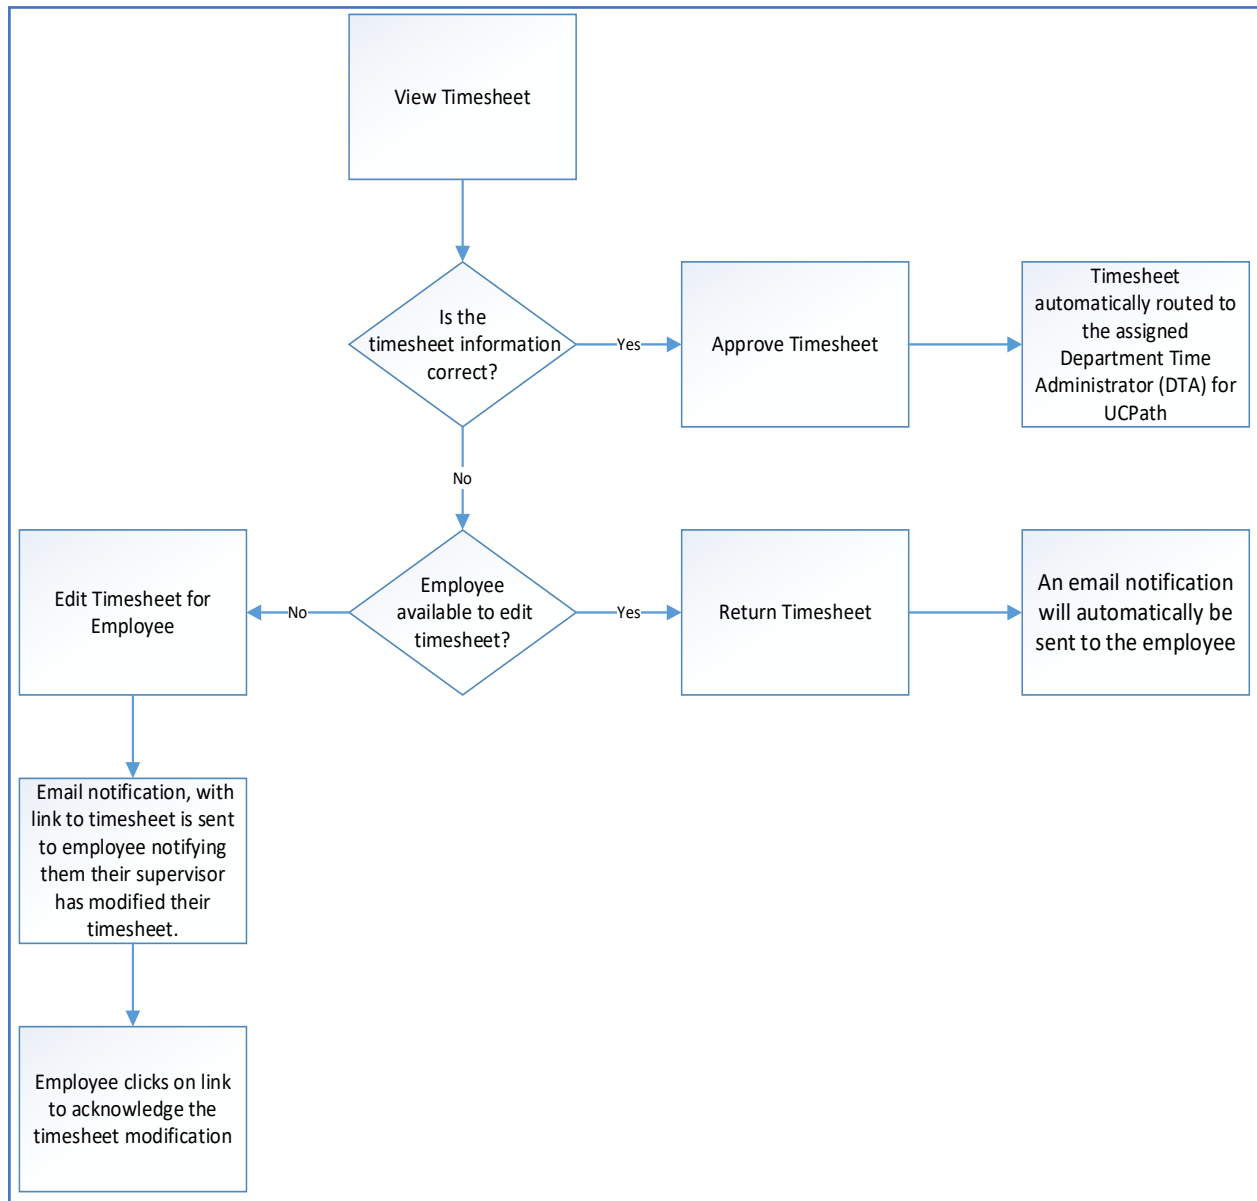 View Timesheet
Is the
timesheet information
correct?
Yes
Approve Timesheet
Timesheet
automatically routed to
the assigned
Department Time
Administrator (DTA) for
UCPath
No
Edit Timesheet for
Employee
No
Employee
available to edit
timesheet?
Yes
Return Timesheet
An email notification
will automatically be
sent to the employee
Email notification, with
link to timesheet is sent
to employee notifying
them their supervisor
has modified their
timesheet.
Employee clicks on link
to acknowledge the
timesheet modification